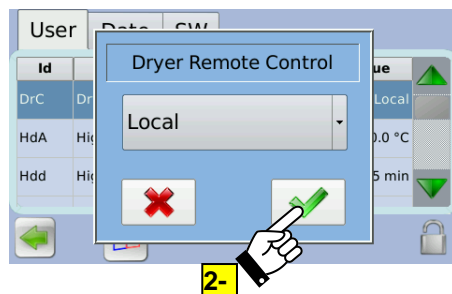 User Date SW
Id ue
Dryer Remote Control
DrC Dr Local
Local
HdA Hi 0.0 °C
Hdd Hi 5 min
2-